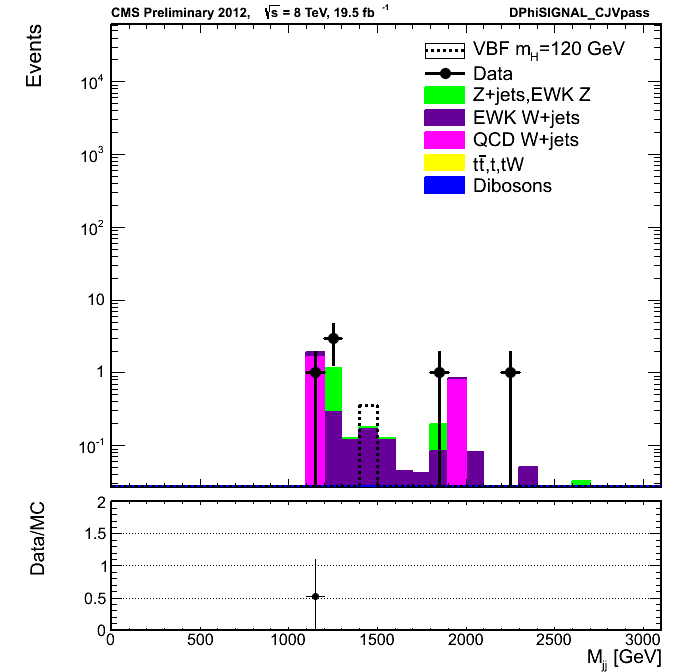 CMS Preliminary 2012, √s = 8 TeV, 19.5 fb⁻¹ DPhiSIGNAL_CJVpass
Events
VBF m_H=120 GeV
Data
Z+jets,EWK Z
EWK W+jets
QCD W+jets
tt̄,t,tW
Dibosons
10⁴
10³
10²
10
1
10⁻¹
Data/MC
2
1.5
1
0.5
0
0 500 1000 1500 2000 2500 3000
M_jj [GeV]